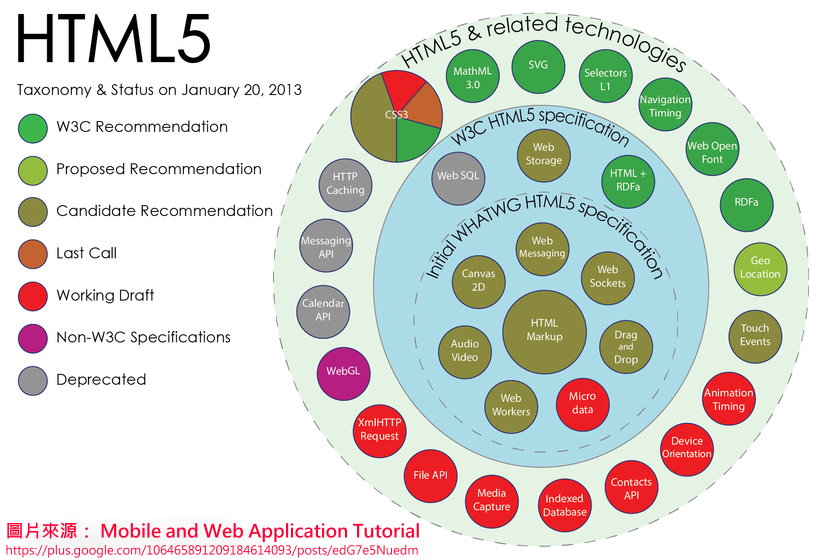 HTML5
Taxonomy & Status on January 20, 2013
W3C Recommendation
Proposed Recommendation
Candidate Recommendation
Last Call
Working Draft
Non-W3C Specifications
Deprecated
HTML5 & related technologies
CSS3
MathML
3.0
SVG
Selectors
L1
Navigation
Timing
Web Open
Font
RDFa
Geo
Location
Touch
Events
Animation
Timing
Device
Orientation
Contacts
API
Indexed
Database
Media
Capture
File API
XmlHTTP
Request
WebGL
Calendar
API
Messaging
API
HTTP
Caching
W3C HTML5 specification
Web SQL
Web
Storage
HTML +
RDFa
Initial WHATWG HTML5 specification
Web
Messaging
Canvas
2D
Web
Sockets
HTML
Markup
Audio
Video
Drag
and
Drop
Web
Workers
Micro
data
圖片來源： Mobile and Web Application Tutorial
https://plus.google.com/106465891209184614093/posts/edG7e5Nuedm